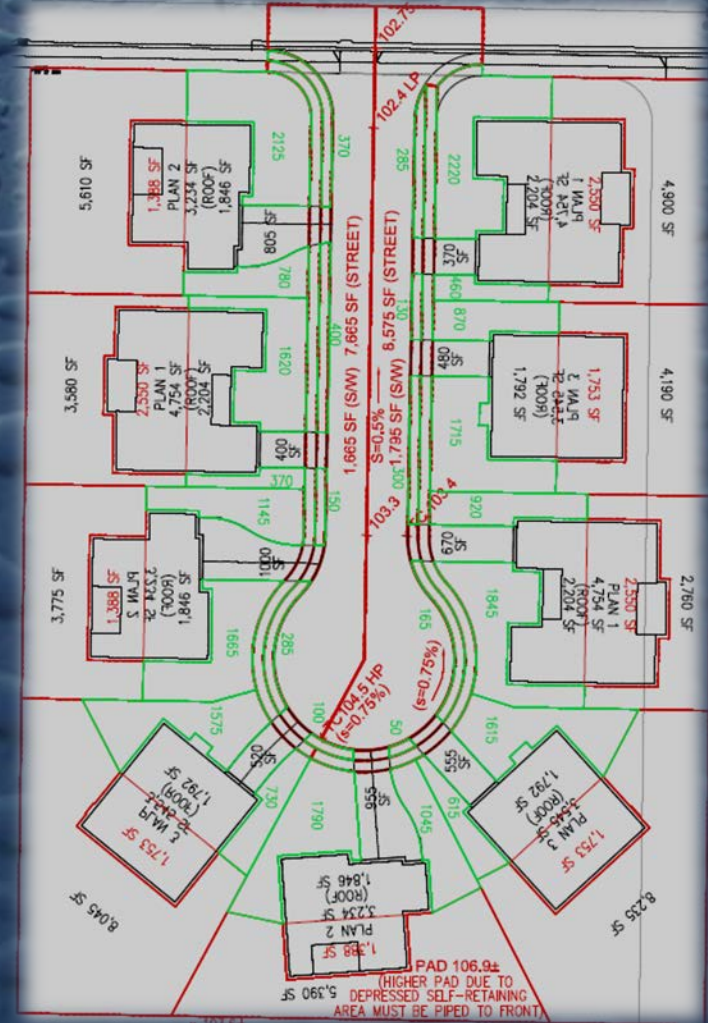 102.75
102.4 LP
2125
370
285
2220
5,610 SF
1,388 SF
PLAN 2
3,234 SF
(ROOF)
1,846 SF
805 SF
780
2,550 SF
PLAN 1
4,754 SF
(ROOF)
2,204 SF
4,900 SF
370
SF
460
130
870
1,665 SF (S/W) 7,665 SF (STREET)
1,795 SF (S/W) 8,575 SF (STREET)
S=0.5%
3,580 SF
2,550 SF
PLAN 1
4,754 SF
(ROOF)
2,204 SF
1620
400
400
SF
370
480
SF
1715
300
1,753 SF
PLAN 3
3,545 SF
(ROOF)
1,792 SF
4,190 SF
920
103.3
TC 103.4
3,775 SF
1,388 SF
PLAN 2
3,234 SF
(ROOF)
1,846 SF
1145
150
1000
SF
1665
285
670
SF
165
1845
2,550 SF
PLAN 1
4,754 SF
(ROOF)
2,204 SF
2,760 SF
TC104.5 HP
(s=0.75%)
(s=0.75%)
100
50
1575
520
SF
730
1,753 SF
PLAN 3
3,545 SF
(ROOF)
1,792 SF
8,045 SF
1790
955
SF
1045
615
555
SF
1615
PLAN 3
3,545 SF
(ROOF)
1,792 SF
1,753 SF
8,235 SF
1,846 SF
(ROOF)
3,234 SF
PLAN 2
1,388 SF
5,390 SF
PAD 106.9±
(HIGHER PAD DUE TO
DEPRESSED SELF-RETAINING
AREA MUST BE PIPED TO FRONT)